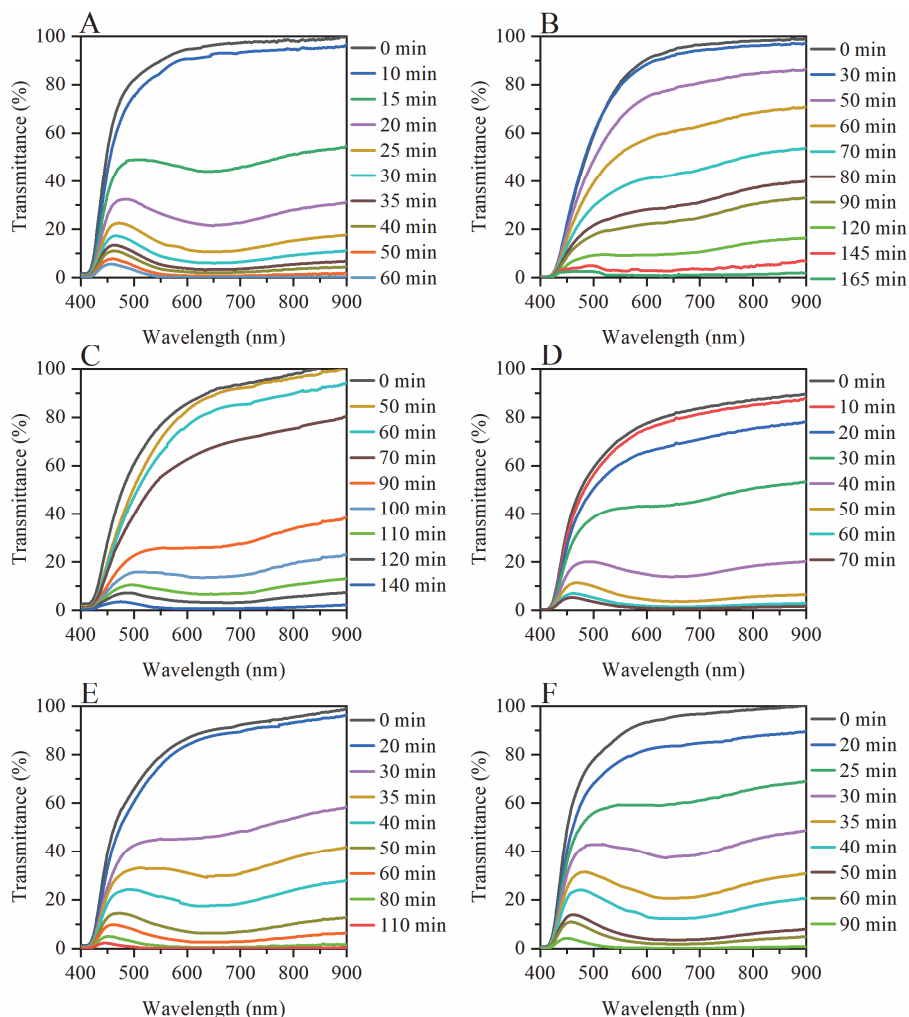 A
Transmittance (%)
100
80
60
40
20
0
400 500 600 700 800 900
Wavelength (nm)
0 min
10 min
15 min
20 min
25 min
30 min
35 min
40 min
50 min
60 min
B
Transmittance (%)
100
80
60
40
20
0
400 500 600 700 800 900
Wavelength (nm)
0 min
30 min
50 min
60 min
70 min
80 min
90 min
120 min
145 min
165 min
C
Transmittance (%)
100
80
60
40
20
0
400 500 600 700 800 900
Wavelength (nm)
0 min
50 min
60 min
70 min
90 min
100 min
110 min
120 min
140 min
D
Transmittance (%)
100
80
60
40
20
0
400 500 600 700 800 900
Wavelength (nm)
0 min
10 min
20 min
30 min
40 min
50 min
60 min
70 min
E
Transmittance (%)
100
80
60
40
20
0
400 500 600 700 800 900
Wavelength (nm)
0 min
20 min
30 min
35 min
40 min
50 min
60 min
80 min
110 min
F
Transmittance (%)
100
80
60
40
20
0
400 500 600 700 800 900
Wavelength (nm)
0 min
20 min
25 min
30 min
35 min
40 min
50 min
60 min
90 min